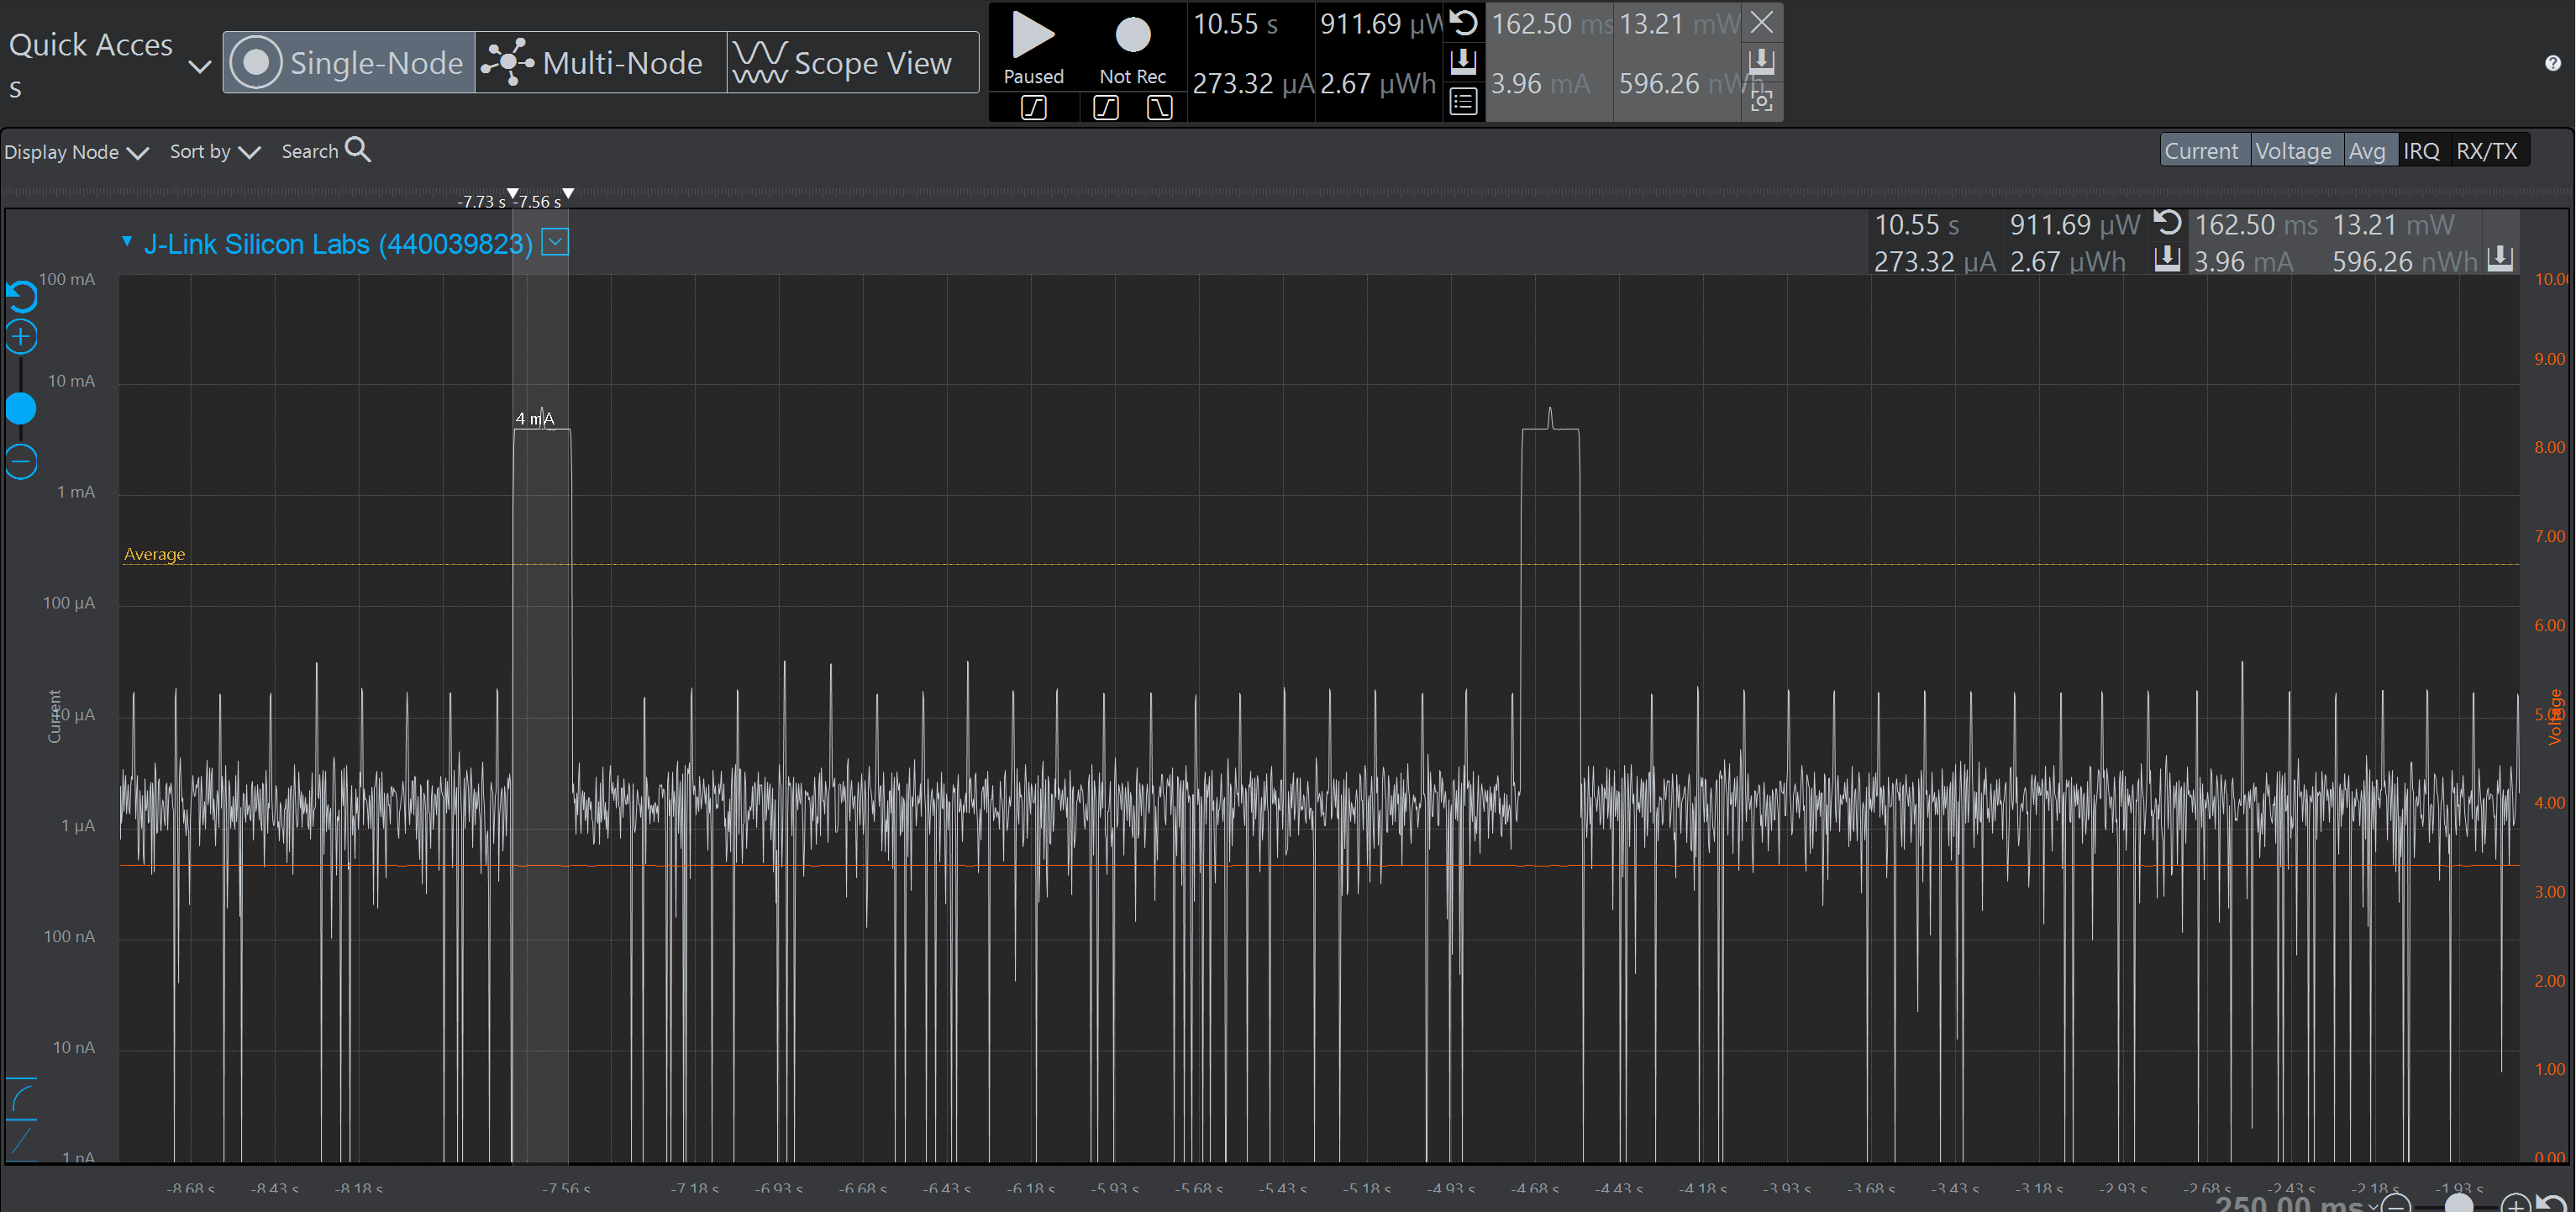 Quick Acces
s
Single-Node
Multi-Node
Scope View
Paused
Not Rec
10.55 s
911.69 µW
273.32 µA
2.67 µWh
162.50 ms
13.21 mW
3.96 mA
596.26 nWh
Display Node
Sort by
Search
Current
Voltage
Avg
IRQ
RX/TX
-7.73 s
-7.56 s
J-Link Silicon Labs (440039823)
10.55 s
911.69 µW
162.50 ms
13.21 mW
273.32 µA
2.67 µWh
3.96 mA
596.26 nWh
100 mA
10 mA
1 mA
100 µA
10 µA
1 µA
100 nA
10 nA
1 nA
Current
4 mA
Average
10.00
9.00
8.00
7.00
6.00
5.00
4.00
3.00
2.00
1.00
0.00
Voltage
-8.68 s
-8.43 s
-8.18 s
-7.56 s
-7.18 s
-6.93 s
-6.68 s
-6.43 s
-6.18 s
-5.93 s
-5.68 s
-5.43 s
-5.18 s
-4.93 s
-4.68 s
-4.43 s
-4.18 s
-3.93 s
-3.68 s
-3.43 s
-3.18 s
-2.93 s
-2.68 s
-2.43 s
-2.18 s
-1.93 s
250.00 ms